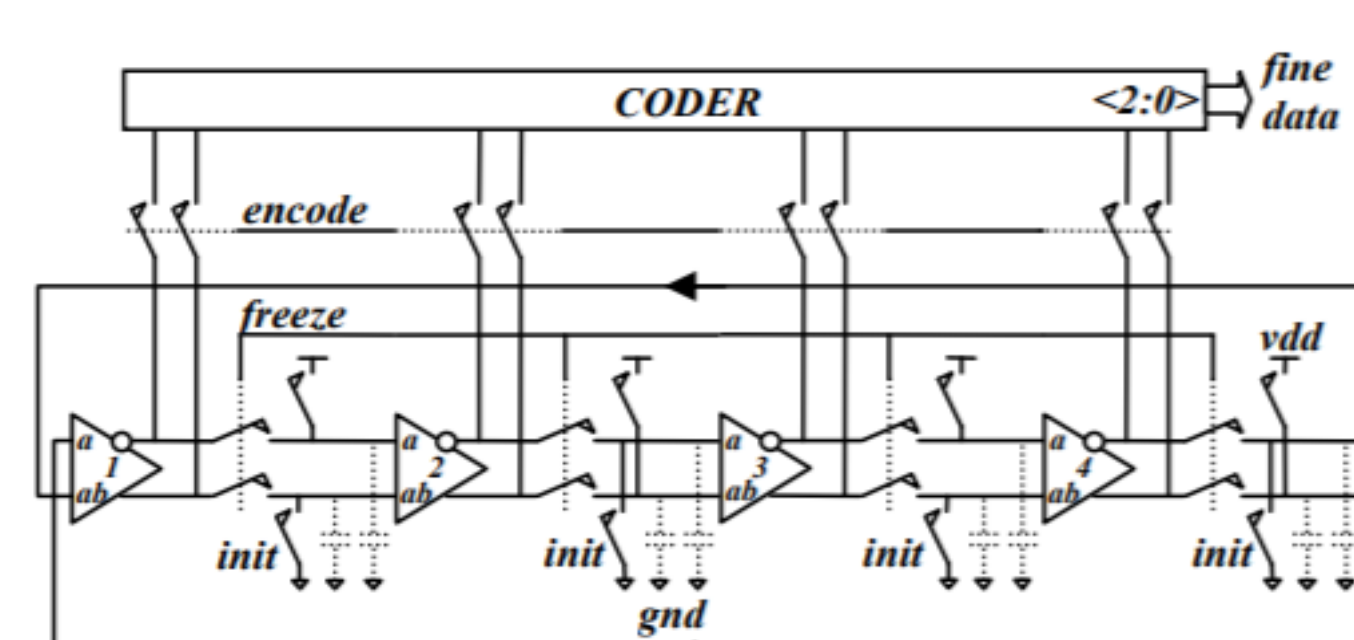 fine
CODER <2:0>
data
encode
freeze
vdd
a a a a
1 2 3 4
ab ab ab ab
init init init init
gnd